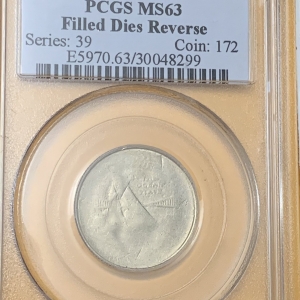 PCGS MS63
Filled Dies Reverse
Series: 39 Coin: 172
E5970.63/30048299